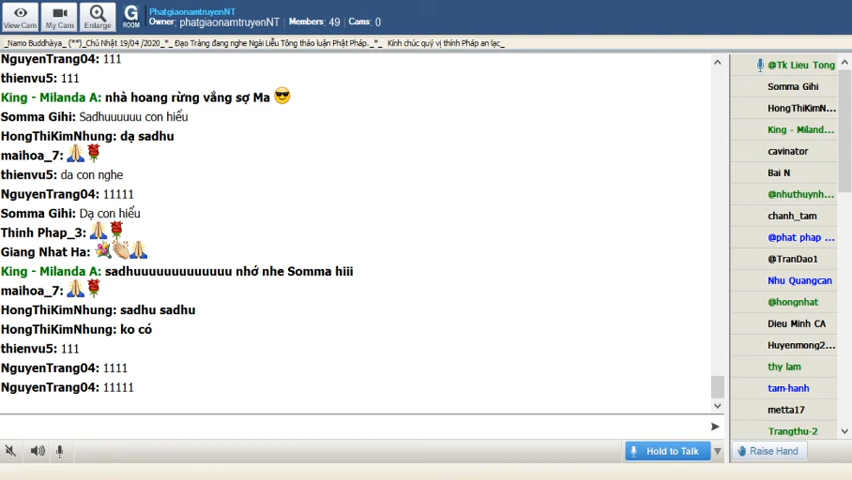 View Cam
My Cam
Enlarge
G
ROOM
PhatgiaonamtruyenNT
Owner: phatgiaonamtruyenNT Members: 49 Cams: 0
_Namo Buddhàya_ (**)_Chủ Nhật 19/04 /2020_*_ Đạo Tràng đang nghe Ngài Liễu Tông thảo luận Phật Pháp._*_ Kính chúc quý vị thính Pháp an lạc_
NguyenTrang04: 111
thienvu5: 111
King - Milanda A: nhà hoang rừng vắng sợ Ma
Somma Gihi: Sadhuuuuuu con hiểu
HongThiKimNhung: dạ sadhu
maihoa_7:
thienvu5: da con nghe
NguyenTrang04: 11111
Somma Gihi: Dạ con hiểu
Thinh Phap_3:
Giang Nhat Ha:
King - Milanda A: sadhuuuuuuuuuuuuu nhớ nhe Somma hiii
maihoa_7:
HongThiKimNhung: sadhu sadhu
HongThiKimNhung: ko có
thienvu5: 111
NguyenTrang04: 1111
NguyenTrang04: 11111
@Tk Lieu Tong
Somma Gihi
HongThiKimN...
King - Miland...
cavinator
Bai N
@nhuthuynh...
chanh_tam
@phat phap ...
@TranDao1
Nhu Quangcan
@hongnhat
Dieu Minh CA
Huyenmong2...
thy lam
tam-hanh
metta17
Trangthu-2
Hold to Talk
Raise Hand